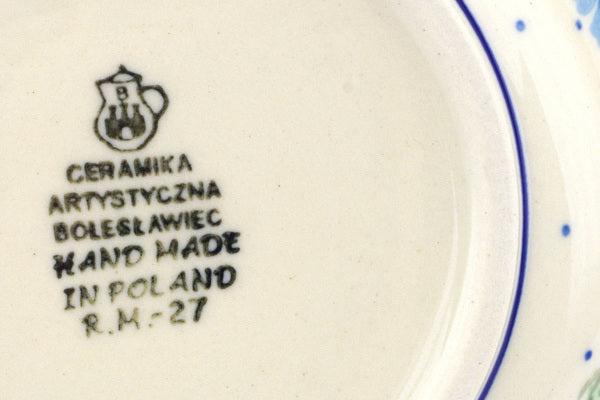 B
CERAMIKA
ARTYSTYCZNA
BOLESŁAWIEC
HAND MADE
IN POLAND
R.M.-27